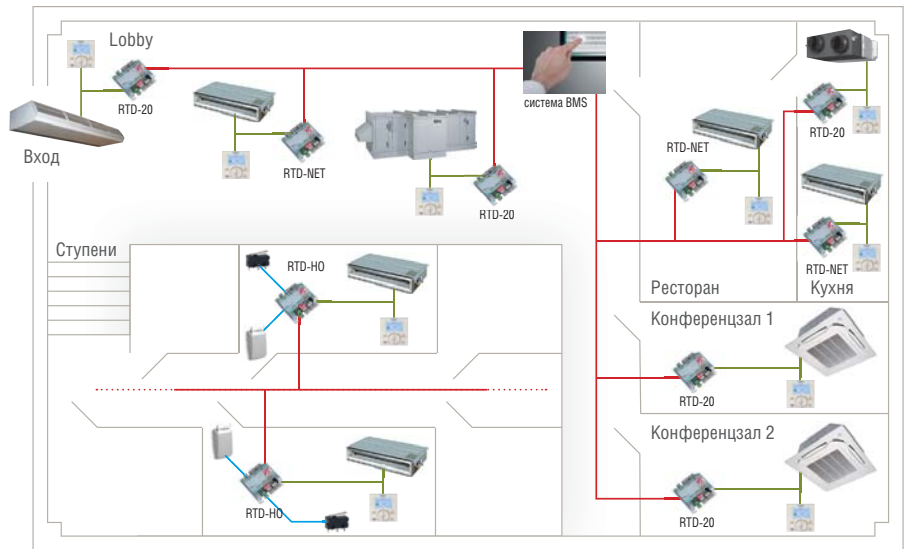 Lobby
RTD-20
Вход
RTD-NET
RTD-20
система BMS
RTD-20
RTD-NET
RTD-NET
Ресторан
Кухня
Ступени
RTD-HO
Конференцзал 1
RTD-20
Конференцзал 2
RTD-20
RTD-HO